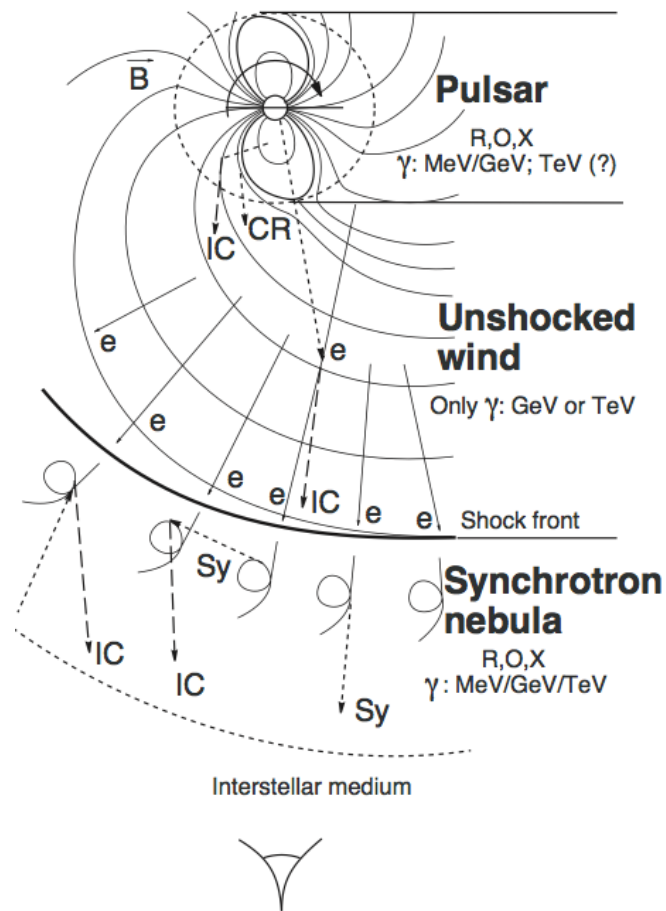 B
Pulsar
R,O,X
γ: MeV/GeV; TeV (?)
IC
CR
Unshocked
wind
Only γ: GeV or TeV
e
e
e
e
e
IC
e
e
Shock front
Sy
Synchrotron
nebula
R,O,X
γ: MeV/GeV/TeV
IC
IC
Sy
Interstellar medium